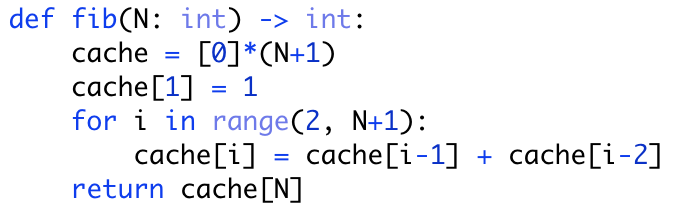 def fib(N: int) -> int:
    cache = [0]*(N+1)
    cache[1] = 1
    for i in range(2, N+1):
        cache[i] = cache[i-1] + cache[i-2]
    return cache[N]